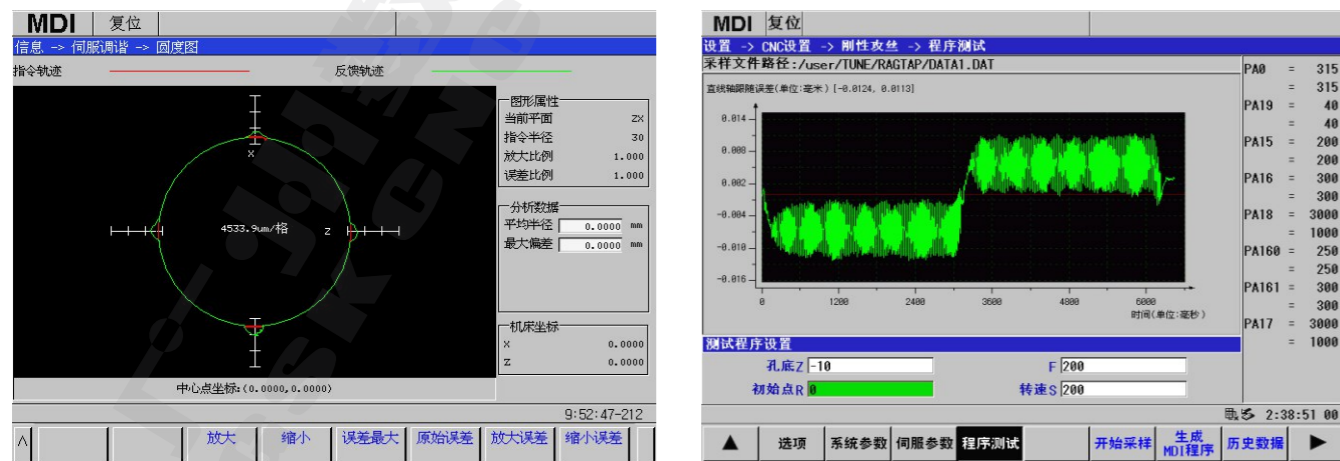 MDI 复位
信息 -> 伺服调谐 -> 圆度图
指令轨迹 反馈轨迹
X
4533.9um/格 Z
图形属性
当前平面 ZX
指令半径 30
放大比例 1.000
误差比例 1.000
分析数据
平均半径 0.0000 mm
最大偏差 0.0000 mm
机床坐标
X 0.0000
Z 0.0000
中心点坐标:(0.0000,0.0000)
9:52:47-212
放大 缩小 误差最大 原始误差 放大误差 缩小误差
MDI 复位
设置 -> CNC设置 -> 刚性攻丝 -> 程序测试
采样文件路径:/user/TUNE/RAGTAP/DATA1.DAT
直线轴跟随误差(单位:毫米) [-0.0124, 0.0113]
0.014
0.008
0.002
-0.004
-0.010
-0.016
0 1200 2400 3600 4800 6000
时间(单位:毫秒)
PA0 = 315
= 315
PA19 = 40
= 40
PA15 = 200
= 200
PA16 = 300
= 300
PA18 = 3000
= 1000
PA160 = 250
= 250
PA161 = 300
= 300
PA17 = 3000
= 1000
测试程序设置
孔底Z -10 F 200
初始点R 0 转速S 200
2:38:51 00
选项 系统参数 伺服参数 程序测试 开始采样 生成MDI程序 历史数据